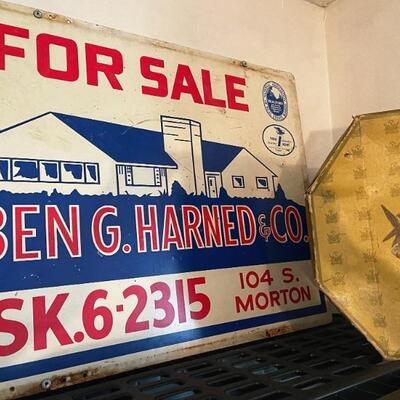 FOR SALE
BEN G. HARNED & CO.
SK.6-2315
104 S.
MORTON